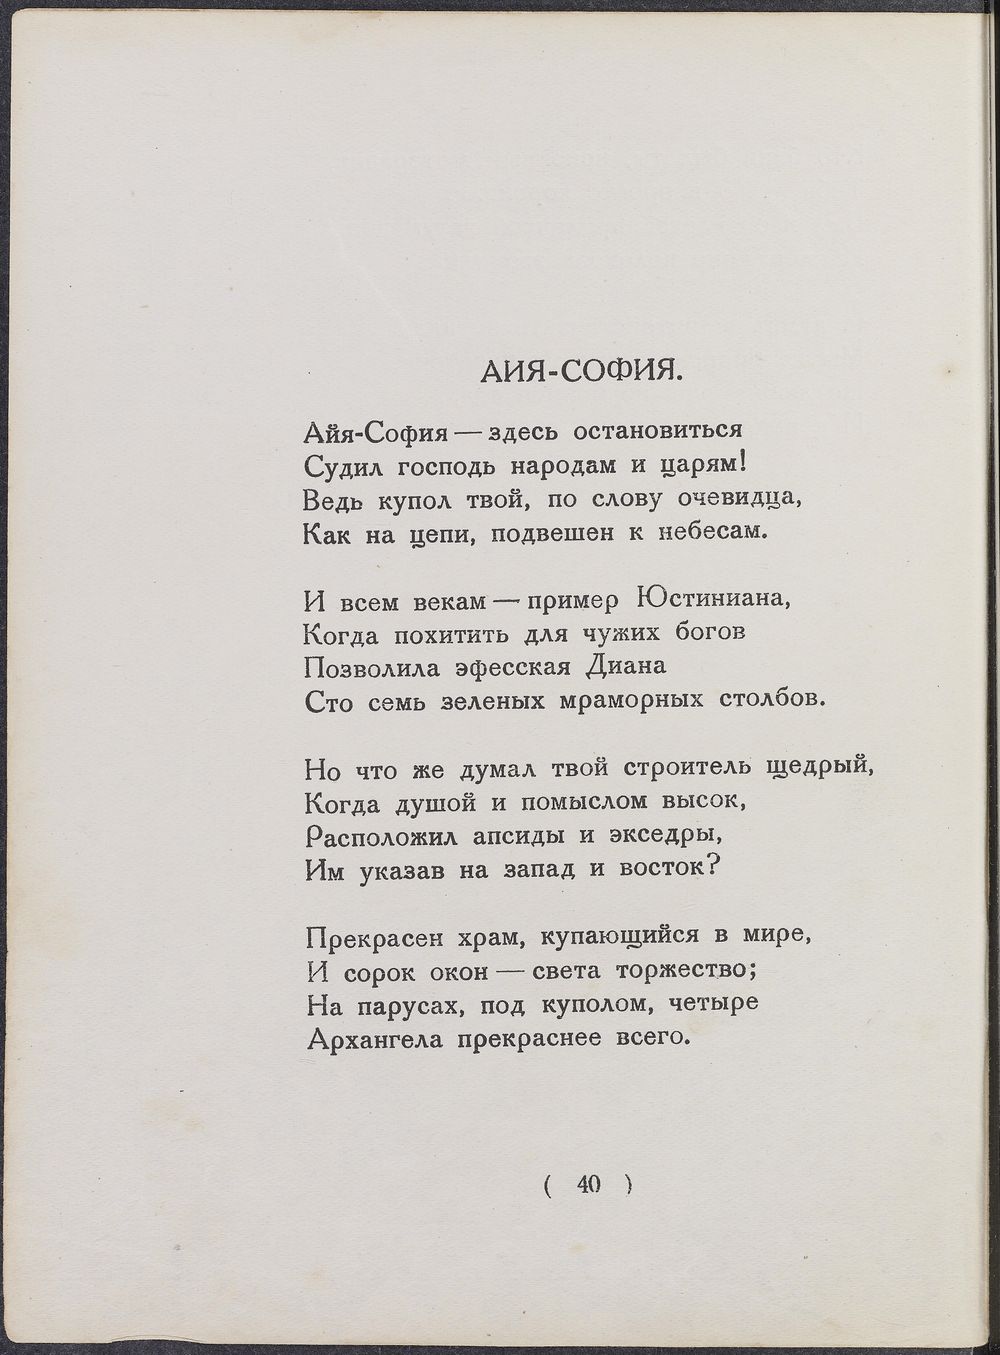 АИЯ-СОФИЯ.
Айя-София — здесь остановиться
Судил господь народам и царям!
Ведь купол твой, по слову очевидца,
Как на цепи, подвешен к небесам.
И всем векам — пример Юстиниана,
Когда похитить для чужих богов
Позволила эфесская Диана
Сто семь зеленых мраморных столбов.
Но что же думал твой строитель щедрый,
Когда душой и помыслом высок,
Расположил апсиды и экседры,
Им указав на запад и восток?
Прекрасен храм, купающийся в мире,
И сорок окон — света торжество;
На парусах, под куполом, четыре
Архангела прекраснее всего.
( 40 )